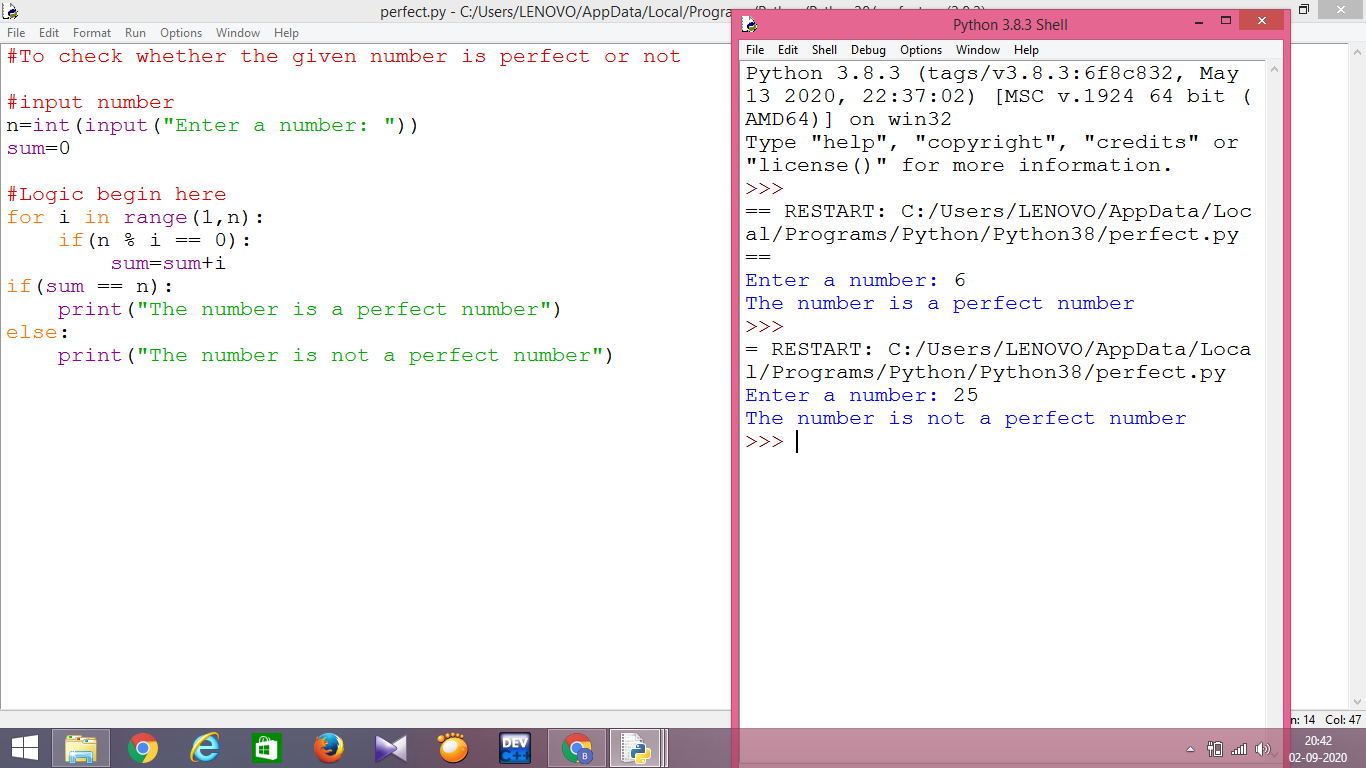 perfect.py - C:/Users/LENOVO/AppData/Local/Progra
File Edit Format Run Options Window Help
#To check whether the given number is perfect or not
#input number
n=int(input("Enter a number: "))
sum=0
#Logic begin here
for i in range(1,n):
    if(n % i == 0):
        sum=sum+i
if(sum == n):
    print("The number is a perfect number")
else:
    print("The number is not a perfect number")
Python 3.8.3 Shell
File Edit Shell Debug Options Window Help
Python 3.8.3 (tags/v3.8.3:6f8c832, May
13 2020, 22:37:02) [MSC v.1924 64 bit (
AMD64)] on win32
Type "help", "copyright", "credits" or
"license()" for more information.
>>>
== RESTART: C:/Users/LENOVO/AppData/Loc
al/Programs/Python/Python38/perfect.py
==
Enter a number: 6
The number is a perfect number
>>>
= RESTART: C:/Users/LENOVO/AppData/Loca
l/Programs/Python/Python38/perfect.py
Enter a number: 25
The number is not a perfect number
>>>
n: 14 Col: 47
DEV
C++
B
20:42
02-09-2020